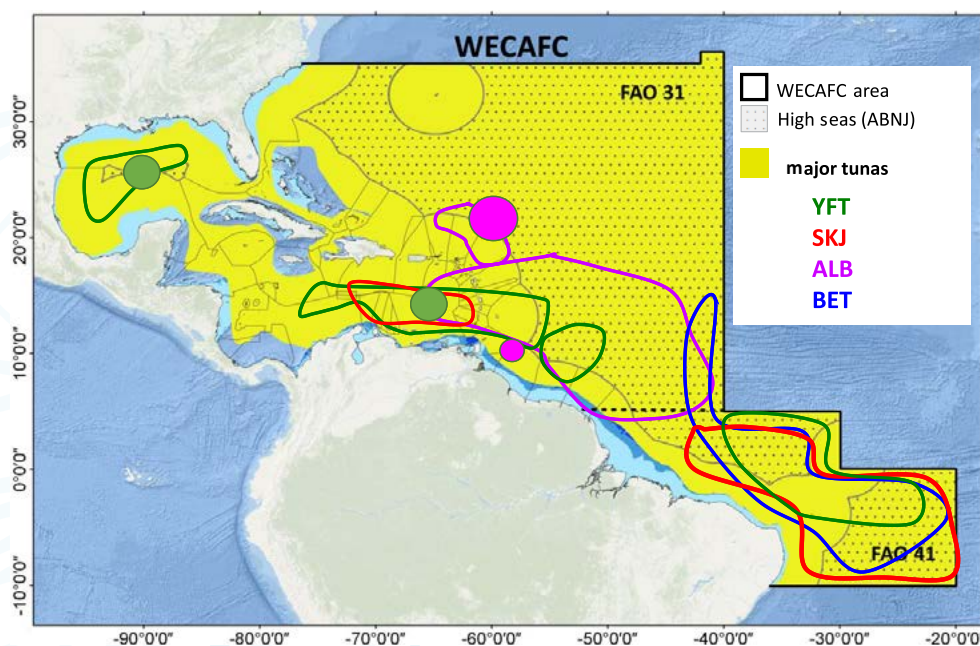 WECAFC
FAO 31
WECAFC area
High seas (ABNJ)
major tunas
YFT
SKJ
ALB
BET
FAO 41
30°0'0"
20°0'0"
10°0'0"
0°0'0"
-10°0'0"
-90°0'0"
-80°0'0"
-70°0'0"
-60°0'0"
-50°0'0"
-40°0'0"
-30°0'0"
-20°0'0